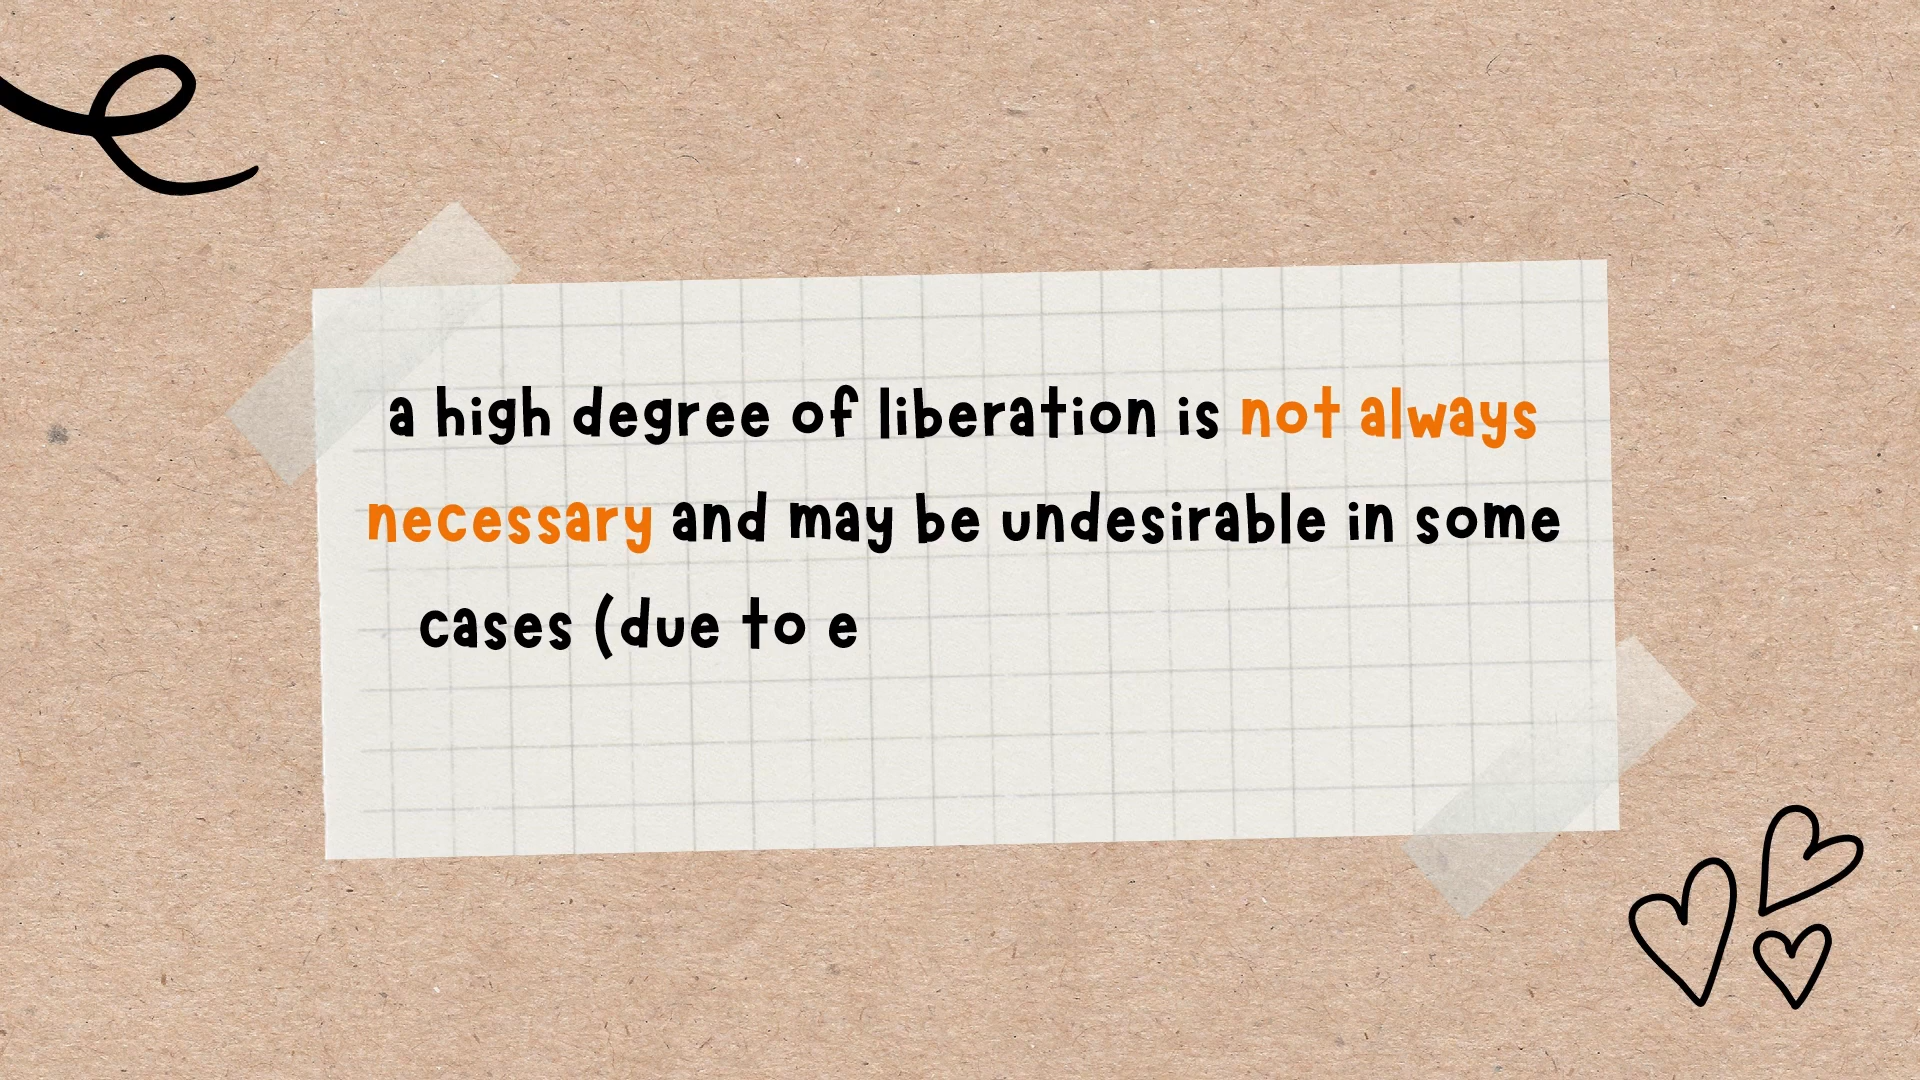 a high degree of liberation is not always
necessary and may be undesirable in some
cases (due to e